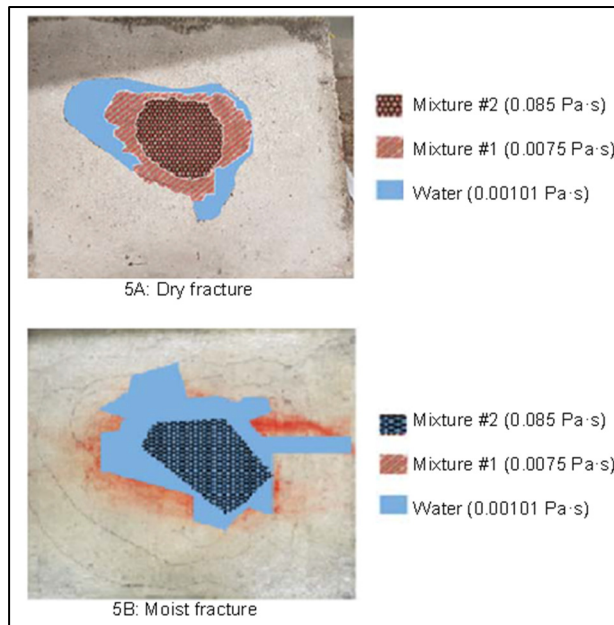 Mixture #2 (0.085 Pa·s)
Mixture #1 (0.0075 Pa·s)
Water (0.00101 Pa·s)
5A: Dry fracture
Mixture #2 (0.085 Pa·s)
Mixture #1 (0.0075 Pa·s)
Water (0.00101 Pa·s)
5B: Moist fracture